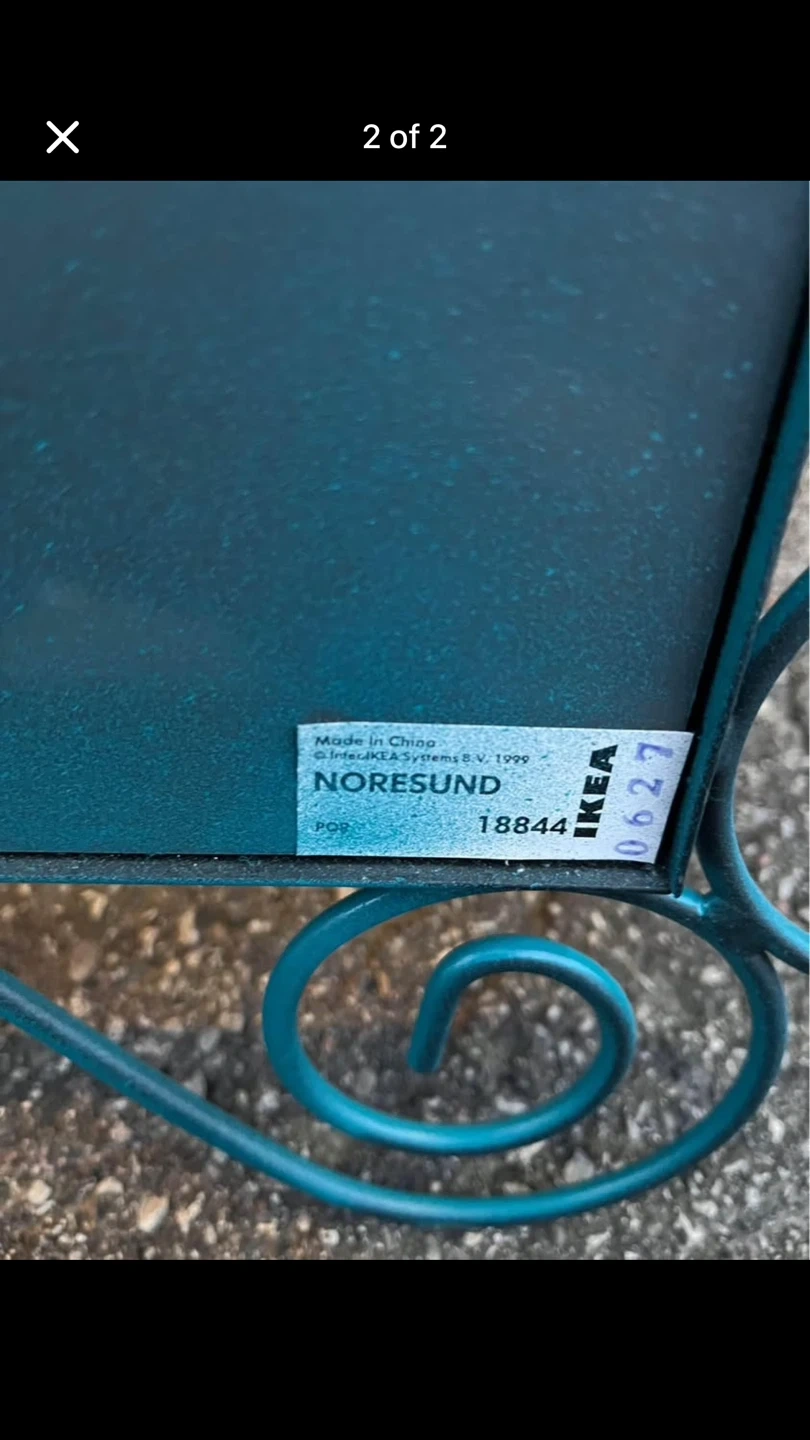 2 of 2
Made in China
© Inter IKEA Systems B.V. 1999
NORESUND
18844
IKEA
0627